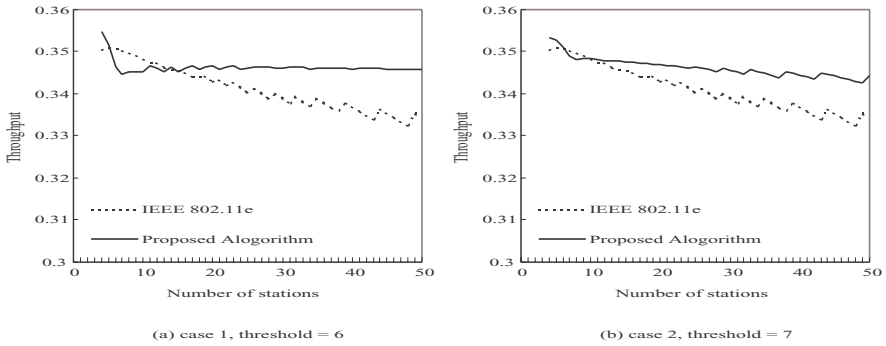 0.36
0.35
0.34
0.33
0.32
0.31
0.3
Throughput
IEEE 802.11e
Proposed Alogorithm
0
10
20
30
40
50
Number of stations
(a) case 1, threshold = 6
0.36
0.35
0.34
0.33
0.32
0.31
0.3
Throughput
IEEE 802.11e
Proposed Alogorithm
0
10
20
30
40
50
Number of stations
(b) case 2, threshold = 7